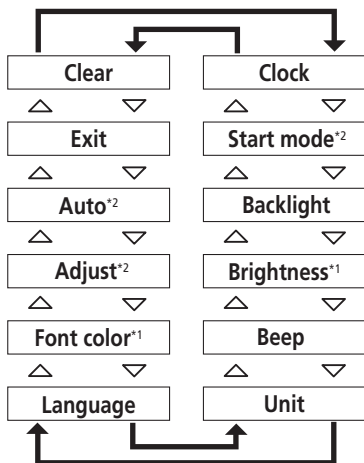 Clear
Clock
Exit
Start mode*2
Auto*2
Backlight
Adjust*2
Brightness*1
Font color*1
Beep
Language
Unit